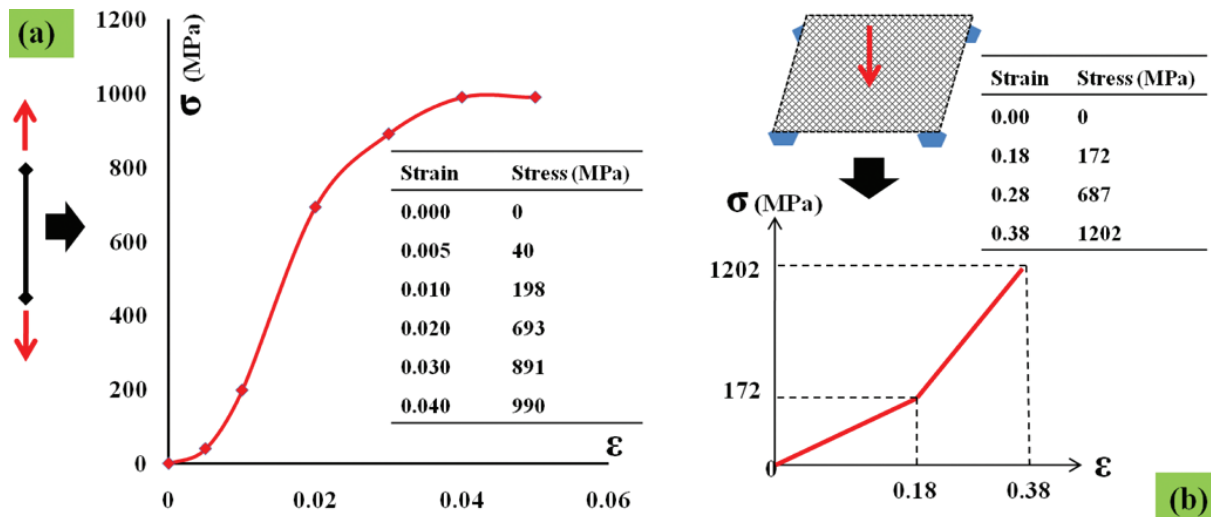 (a)
σ (MPa)
1200
1000
800
600
400
200
0
0 0.02 0.04 0.06
ε
Strain Stress (MPa)
0.000 0
0.005 40
0.010 198
0.020 693
0.030 891
0.040 990
(b)
Strain Stress (MPa)
0.00 0
0.18 172
0.28 687
0.38 1202
σ (MPa)
1202
172
0
0.18 0.38
ε